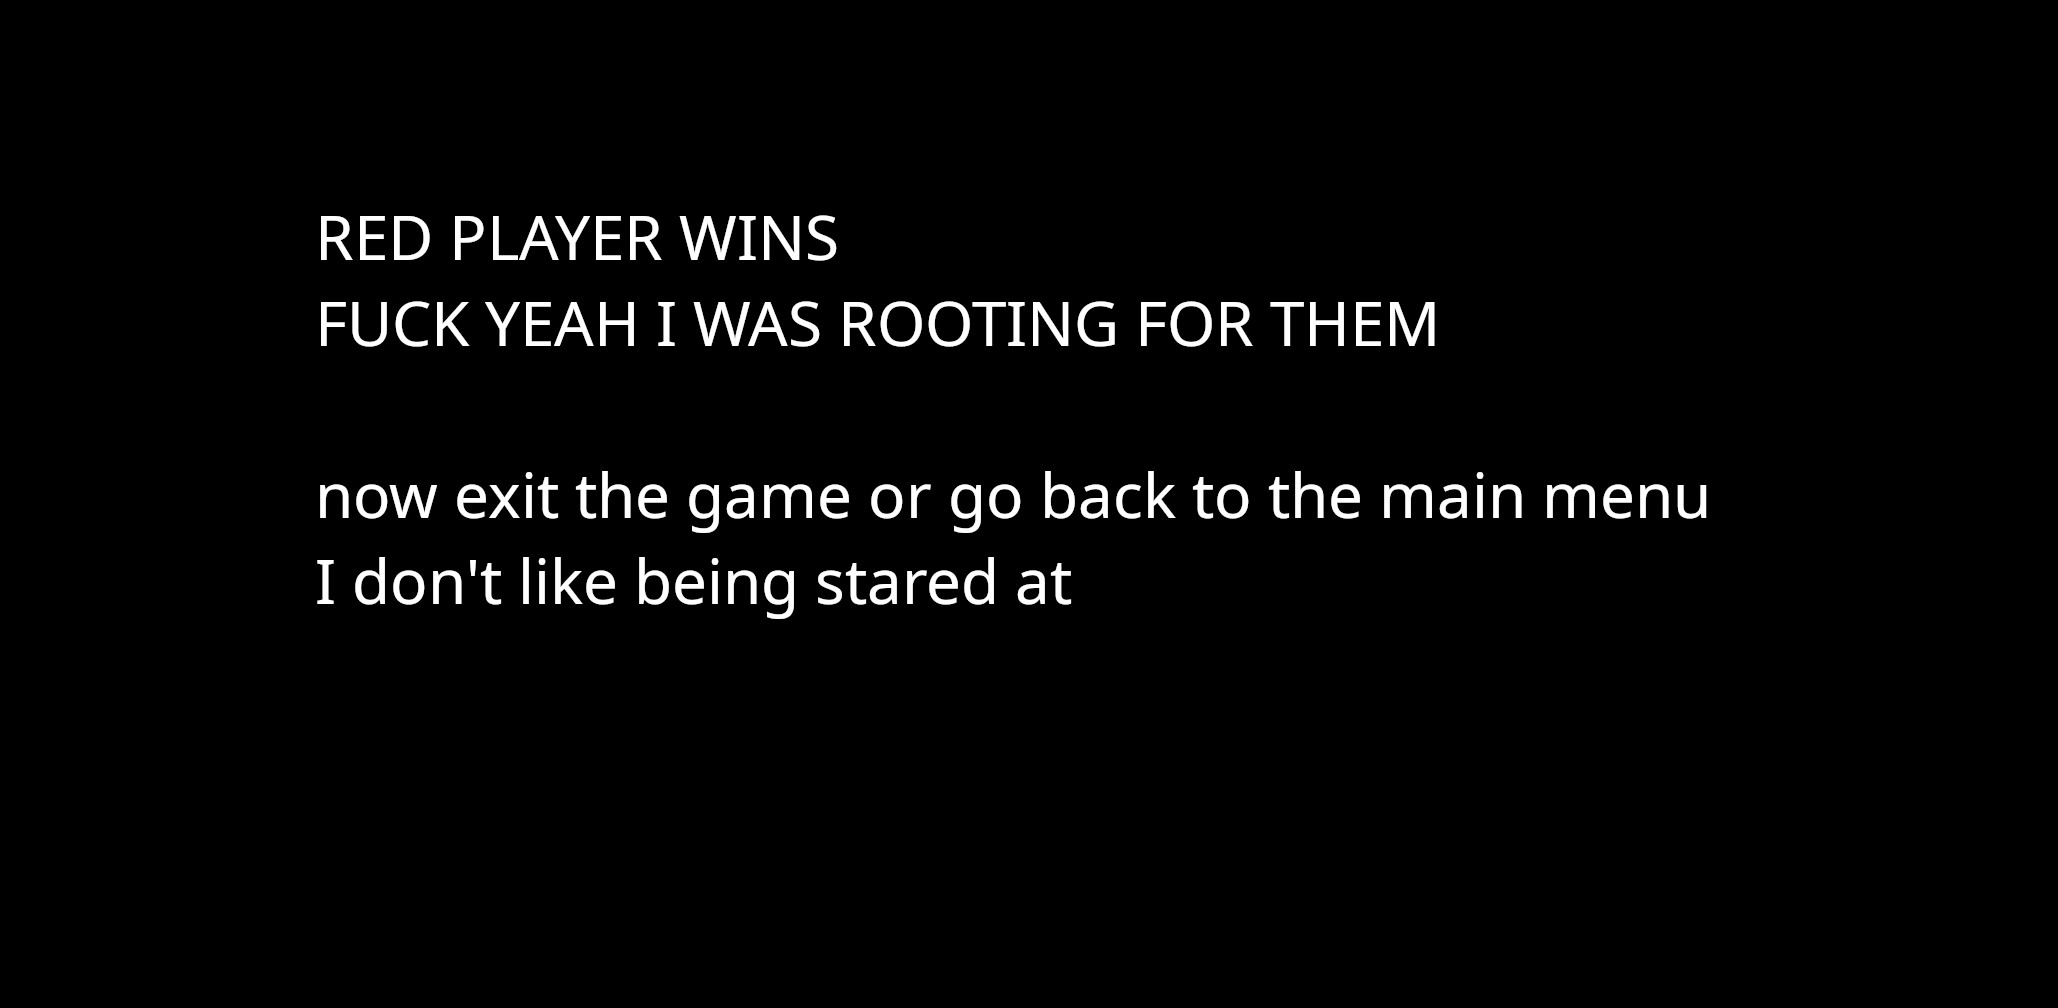 RED PLAYER WINS
FUCK YEAH I WAS ROOTING FOR THEM
now exit the game or go back to the main menu
I don't like being stared at